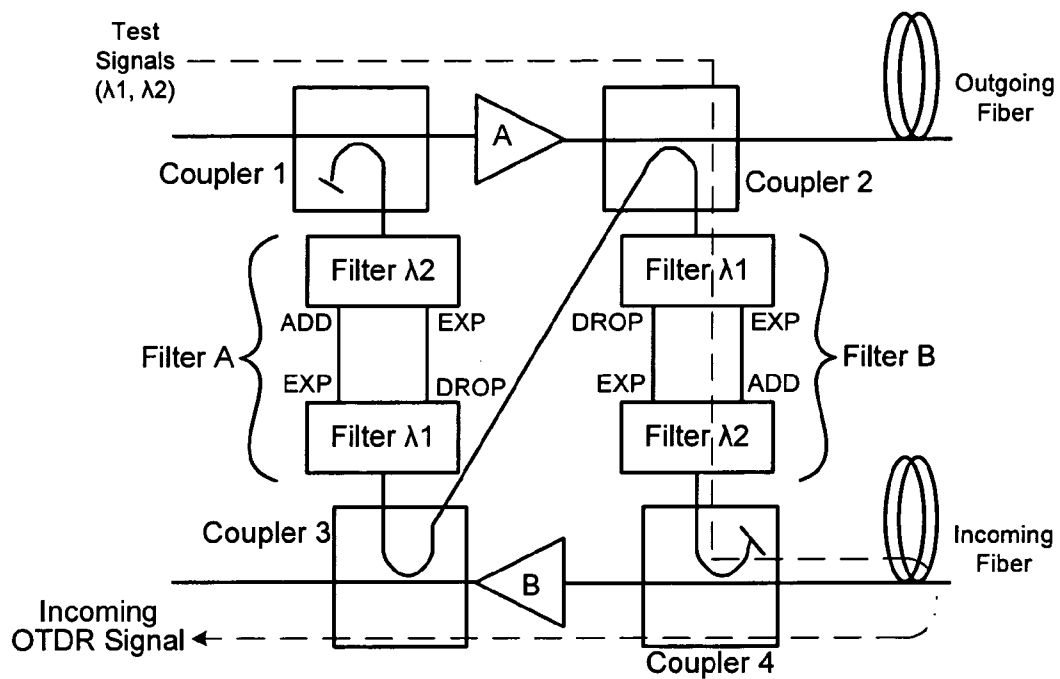 Test
Signals
(λ1, λ2)
Coupler 1
A
Coupler 2
Outgoing
Fiber
Filter λ2
Filter λ1
ADD
EXP
DROP
EXP
Filter A
Filter B
EXP
DROP
EXP
ADD
Filter λ1
Filter λ2
Coupler 3
B
Incoming
Fiber
Incoming
OTDR Signal
Coupler 4